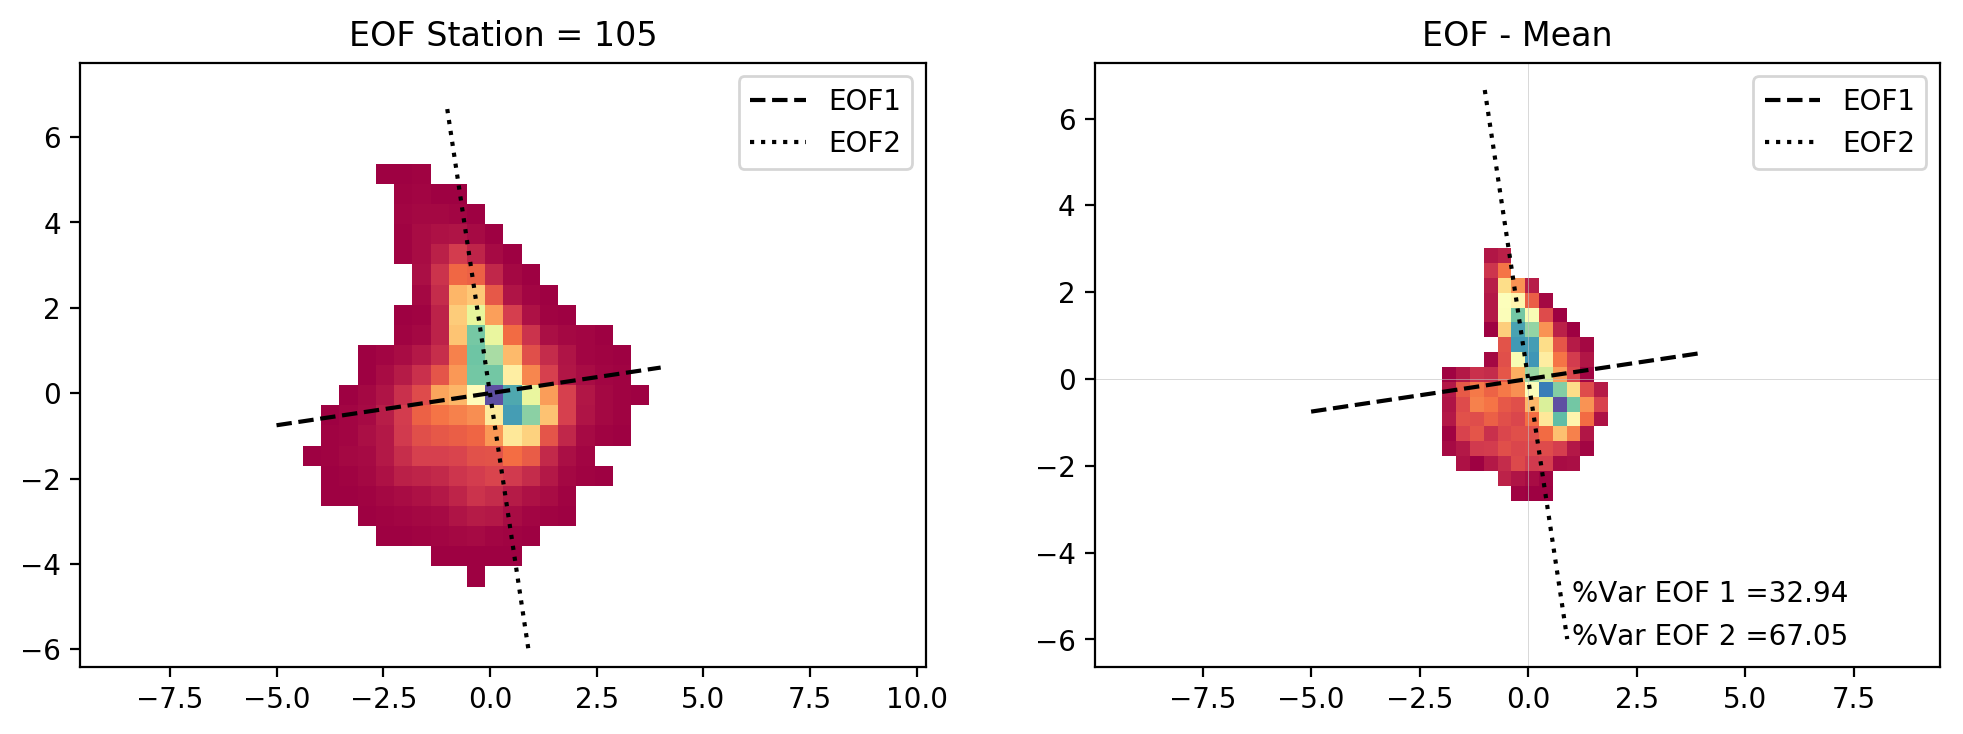 EOF Station = 105
EOF1
EOF2
6
4
2
0
−2
−4
−6
−7.5 −5.0 −2.5 0.0 2.5 5.0 7.5 10.0
EOF - Mean
EOF1
EOF2
6
4
2
0
−2
−4
−6
%Var EOF 1 =32.94
%Var EOF 2 =67.05
−7.5 −5.0 −2.5 0.0 2.5 5.0 7.5